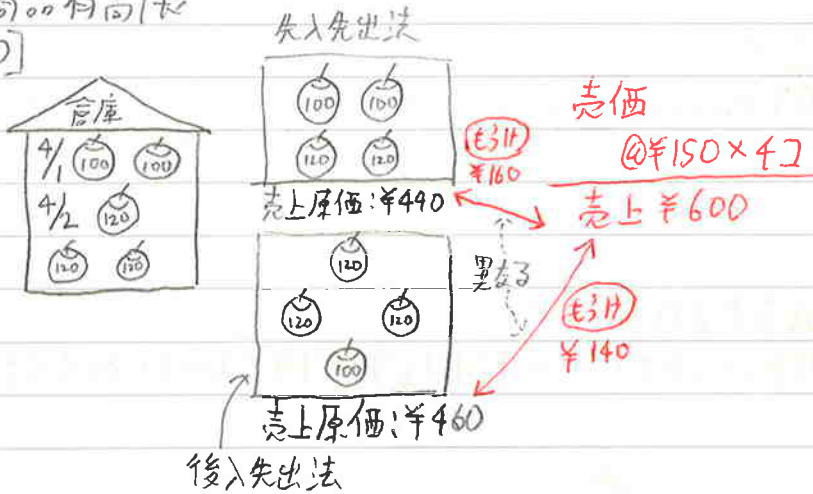 先入先出法
倉庫
4/1 100 100
4/2 120
120 120
100 100
120 120
売上原価:¥440
もうけ
¥160
売価
@¥150×4コ
売上 ¥600
異なる
120
120 120
100
売上原価:¥460
もうけ
¥140
後入先出法